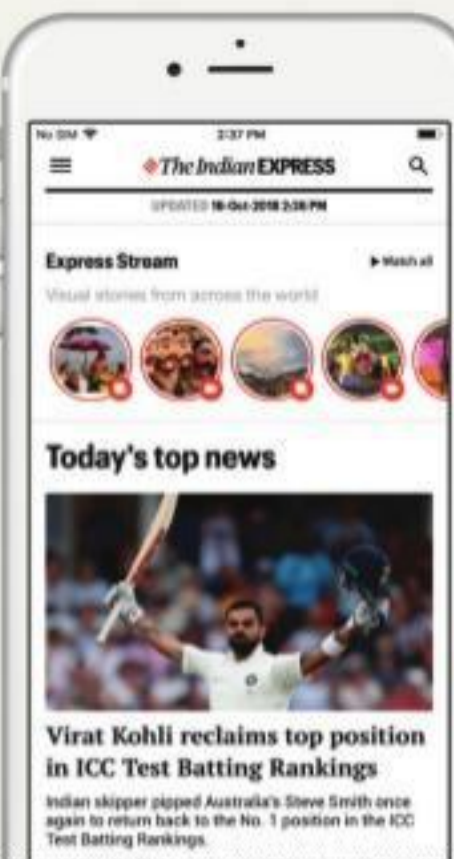 No SIM 2:37 PM
The Indian EXPRESS
UPDATED 16-Oct-2018 2:36 PM
Express Stream ▶ Watch all
Visual stories from across the world
Today's top news
Virat Kohli reclaims top position
in ICC Test Batting Rankings
Indian skipper pipped Australia's Steve Smith once
again to return back to the No. 1 position in the ICC
Test Batting Rankings.